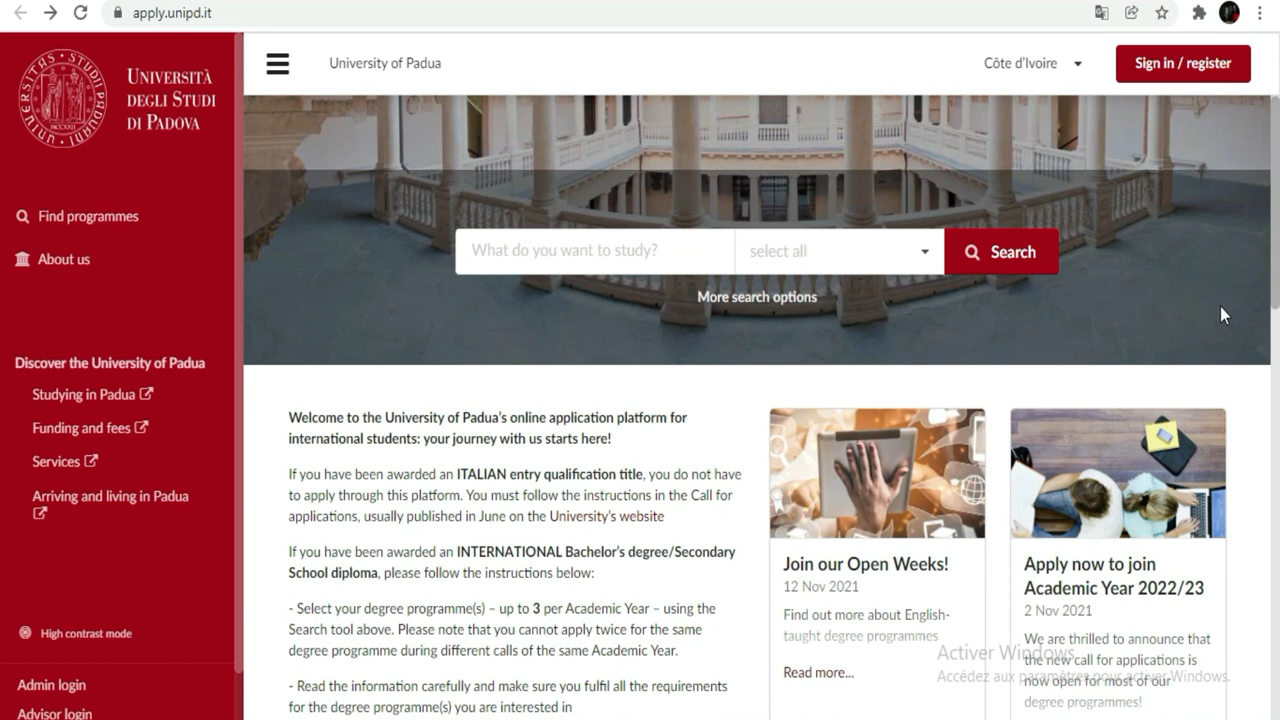 apply.unipd.it
UNIVERSITAS STUDII PADUANI
MCCXXII
UNIVERSITÀ
DEGLI STUDI
DI PADOVA
University of Padua
Côte d'Ivoire
Sign in / register
Find programmes
About us
What do you want to study?
select all
Search
More search options
Discover the University of Padua
Studying in Padua
Funding and fees
Services
Arriving and living in Padua
High contrast mode
Admin login
Advisor login
Welcome to the University of Padua's online application platform for
international students: your journey with us starts here!
If you have been awarded an ITALIAN entry qualification title, you do not have
to apply through this platform. You must follow the instructions in the Call for
applications, usually published in June on the University's website
If you have been awarded an INTERNATIONAL Bachelor's degree/Secondary
School diploma, please follow the instructions below:
- Select your degree programme(s) – up to 3 per Academic Year – using the
Search tool above. Please note that you cannot apply twice for the same
degree programme during different calls of the same Academic Year.
- Read the information carefully and make sure you fulfil all the requirements
for the degree programme(s) you are interested in
Join our Open Weeks!
12 Nov 2021
Find out more about English-
taught degree programmes
Read more...
Apply now to join
Academic Year 2022/23
2 Nov 2021
We are thrilled to announce that
the new call for applications is
now open for most of our
degree programmes!
Activer Windows
Accédez aux paramètres pour activer Windows.